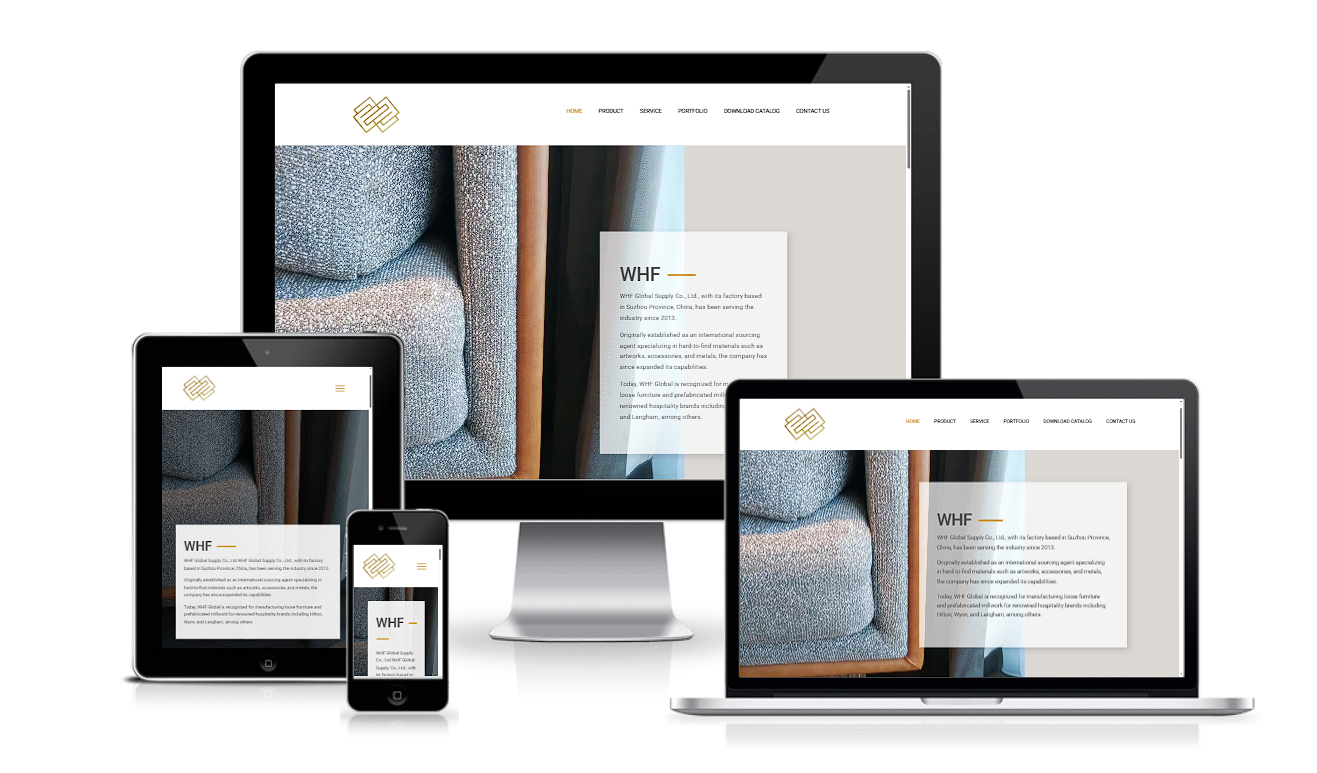 HOME PRODUCT SERVICE PORTFOLIO DOWNLOAD CATALOG CONTACT US
WHF
WHF Global Supply Co., Ltd., with its factory based
in Suzhou Province, China, has been serving the
industry since 2013.
Originally established as an international sourcing
agent specializing in hard-to-find materials such as
artworks, accessories, and metals, the company has
since expanded its capabilities.
Today, WHF Global is recognized for m
loose furniture and prefabricated mill
renowned hospitality brands includin
and Langham, among others.
WHF
WHF Global Supply Co., Ltd WHF Global Supply Co., Ltd., with its factory
based in Suzhou Province, China, has been serving the industry since 2013.
Originally established as an international sourcing agent specializing in
hard-to-find materials such as artworks, accessories, and metals, the
company has since expanded its capabilities.
Today, WHF Global is recognized for manufacturing loose furniture and
prefabricated millwork for renowned hospitality brands including Hilton,
Wynn, and Langham, among others.
WHF
WHF Global Supply
Co., Ltd WHF Global
Supply Co., Ltd., with
its factory based in
HOME PRODUCT SERVICE PORTFOLIO DOWNLOAD CATALOG CONTACT US
WHF
WHF Global Supply Co., Ltd., with its factory based in Suzhou Province,
China, has been serving the industry since 2013.
Originally established as an international sourcing agent specializing
in hard-to-find materials such as artworks, accessories, and metals,
the company has since expanded its capabilities.
Today, WHF Global is recognized for manufacturing loose furniture
and prefabricated millwork for renowned hospitality brands including
Hilton, Wynn, and Langham, among others.